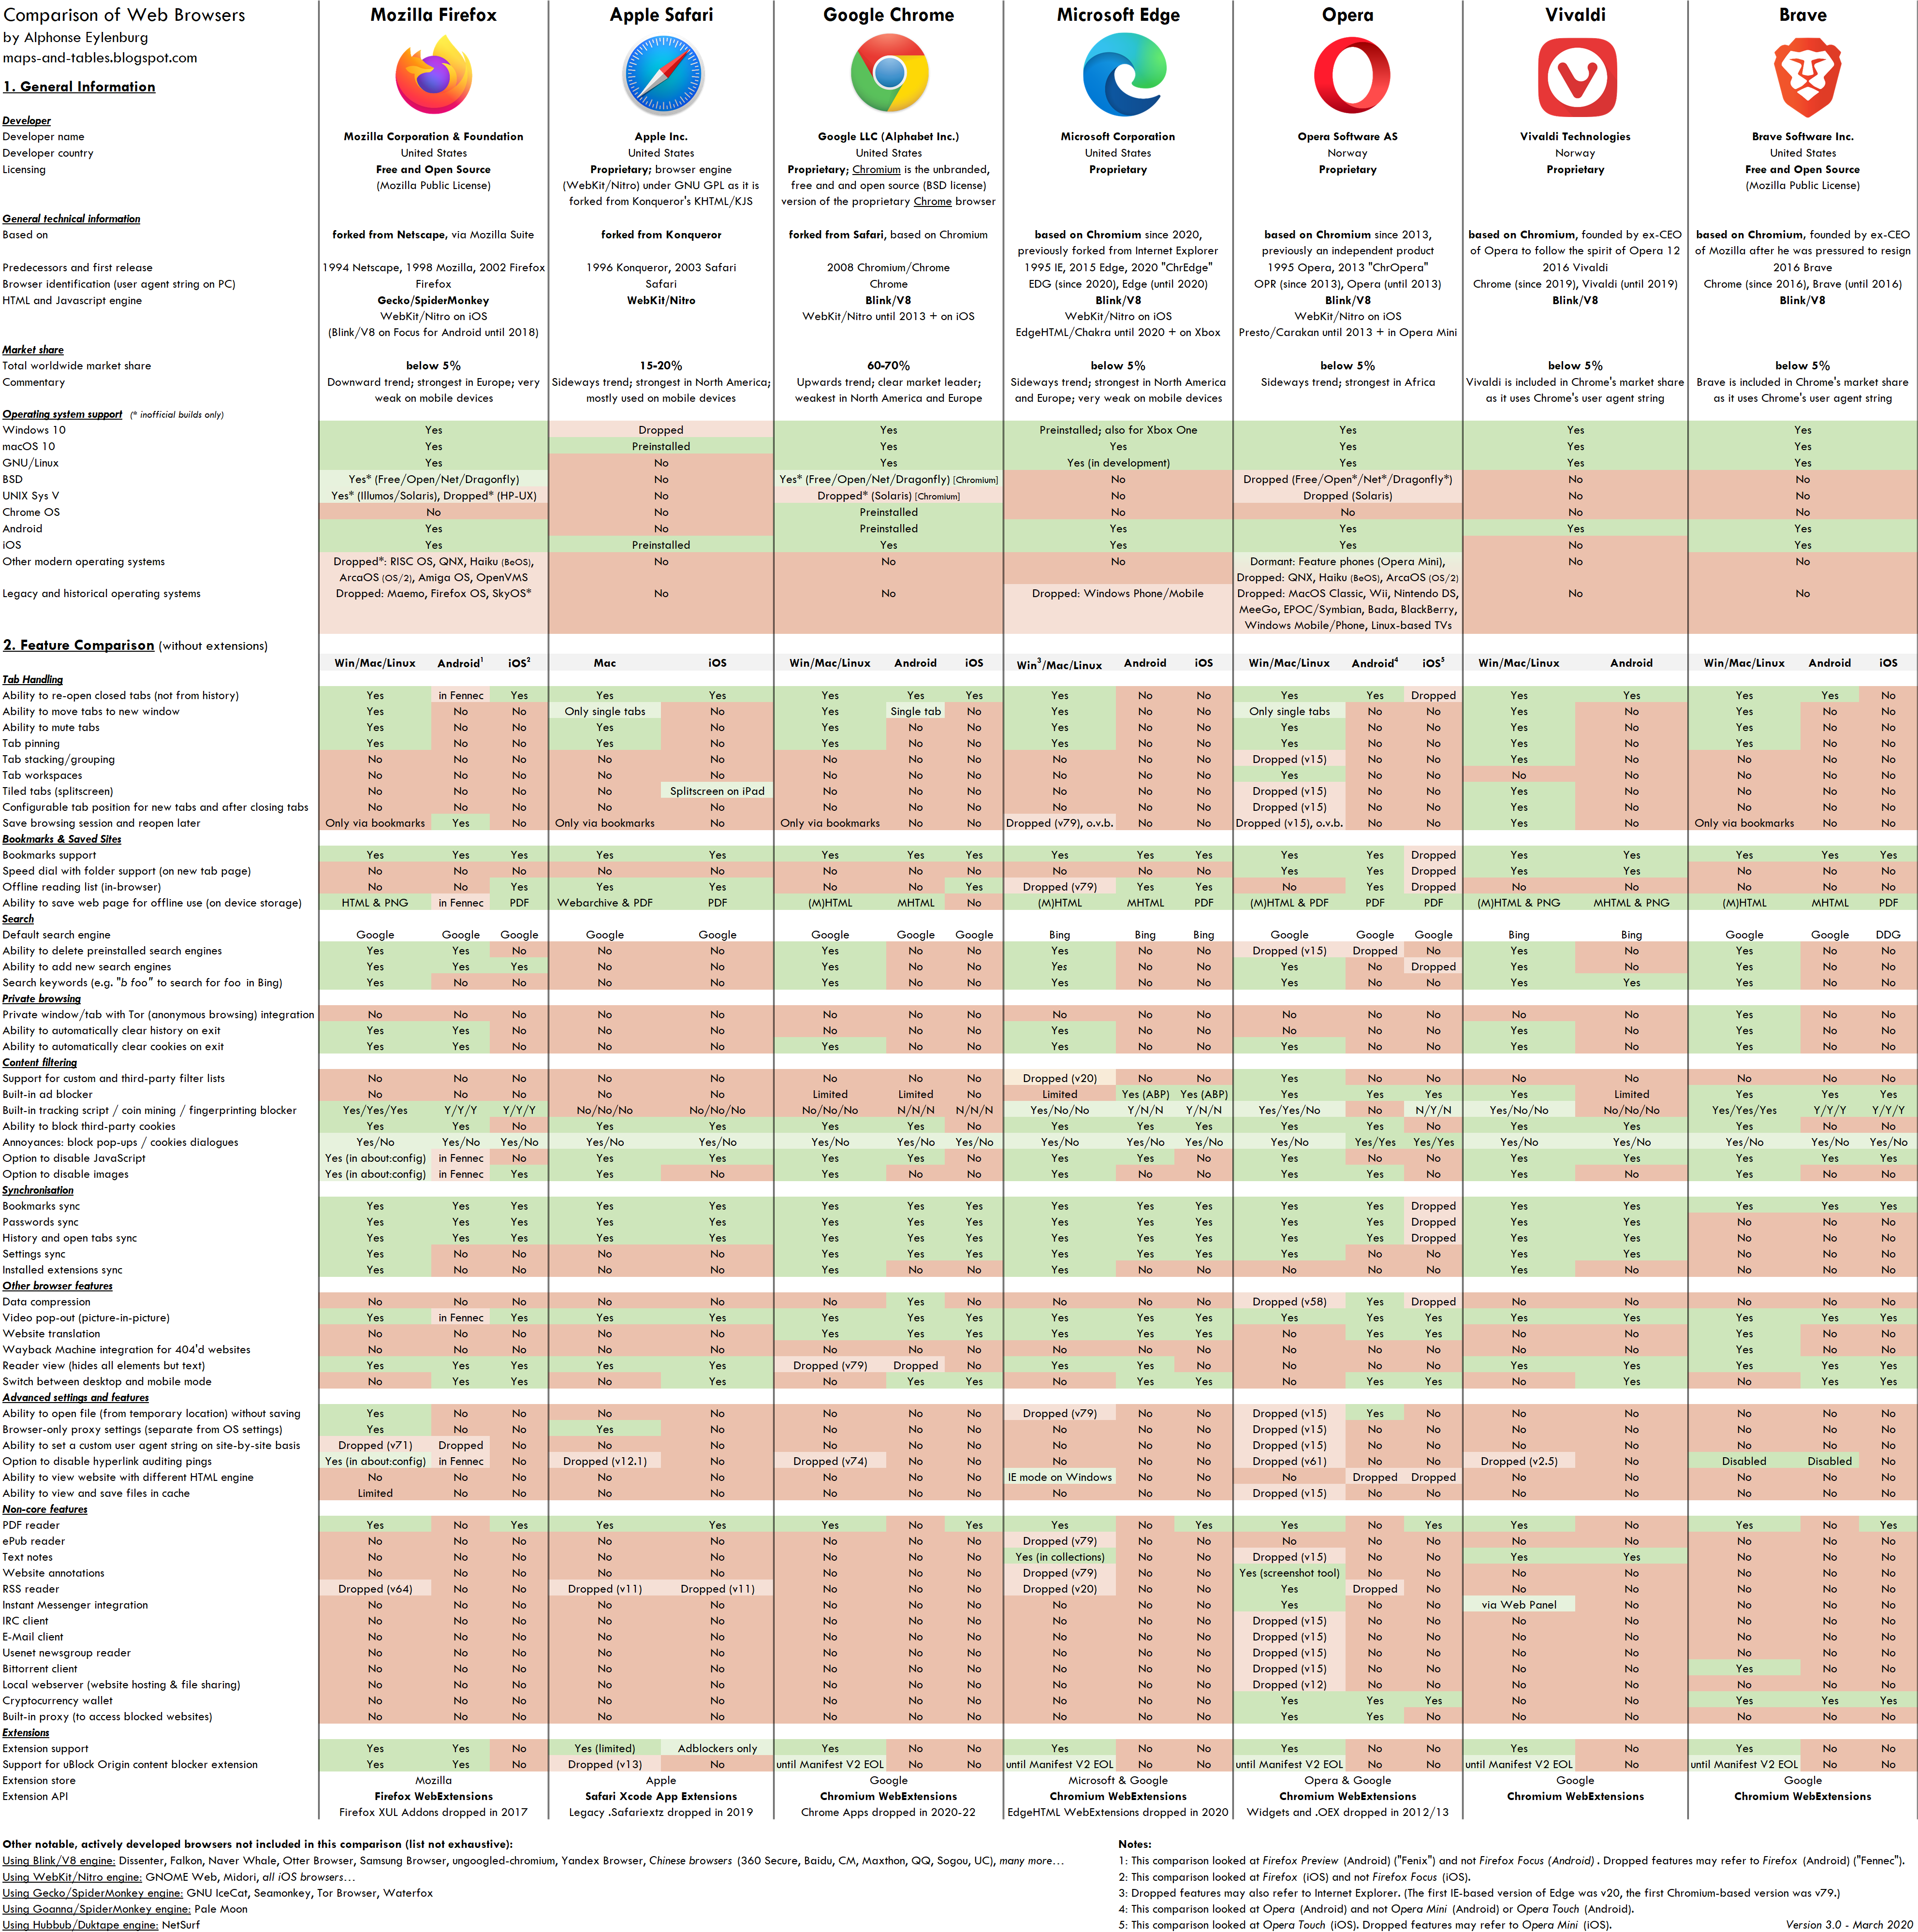 Comparison of Web Browsers
by Alphonse Eylenburg
maps-and-tables.blogspot.com
Mozilla Firefox Apple Safari Google Chrome Microsoft Edge Opera Vivaldi Brave
1. General Information
Developer
Developer name Mozilla Corporation & Foundation Apple Inc. Google LLC (Alphabet Inc.) Microsoft Corporation Opera Software AS Vivaldi Technologies Brave Software Inc.
Developer country United States United States United States United States Norway Norway United States
Licensing Free and Open Source Proprietary; browser engine Proprietary; Chromium is the unbranded, Proprietary Proprietary Proprietary Free and Open Source
(Mozilla Public License) (WebKit/Nitro) under GNU GPL as it is free and and open source (BSD license) (Mozilla Public License)
forked from Konqueror's KHTML/KJS version of the proprietary Chrome browser
General technical information
Based on forked from Netscape, via Mozilla Suite forked from Konqueror forked from Safari, based on Chromium based on Chromium since 2020, based on Chromium since 2013, based on Chromium, founded by ex-CEO based on Chromium, founded by ex-CEO
previously forked from Internet Explorer previously an independent product of Opera to follow the spirit of Opera 12 of Mozilla after he was pressured to resign
Predecessors and first release 1994 Netscape, 1998 Mozilla, 2002 Firefox 1996 Konqueror, 2003 Safari 2008 Chromium/Chrome 1995 IE, 2015 Edge, 2020 "ChrEdge" 1995 Opera, 2013 "ChrOpera" 2016 Vivaldi 2016 Brave
Browser identification (user agent string on PC) Firefox Safari Chrome EDG (since 2020), Edge (until 2020) OPR (since 2013), Opera (until 2013) Chrome (since 2019), Vivaldi (until 2019) Chrome (since 2016), Brave (until 2016)
HTML and Javascript engine Gecko/SpiderMonkey WebKit/Nitro Blink/V8 Blink/V8 Blink/V8 Blink/V8 Blink/V8
WebKit/Nitro on iOS WebKit/Nitro until 2013 + on iOS WebKit/Nitro on iOS WebKit/Nitro on iOS
(Blink/V8 on Focus for Android until 2018) EdgeHTML/Chakra until 2020 + on Xbox Presto/Carakan until 2013 + in Opera Mini
Market share
Total worldwide market share below 5% 15-20% 60-70% below 5% below 5% below 5% below 5%
Commentary Downward trend; strongest in Europe; very Sideways trend; strongest in North America; Upwards trend; clear market leader; Sideways trend; strongest in North America Sideways trend; strongest in Africa Vivaldi is included in Chrome's market share Brave is included in Chrome's market share
weak on mobile devices mostly used on mobile devices weakest in North America and Europe and Europe; very weak on mobile devices as it uses Chrome's user agent string as it uses Chrome's user agent string
Operating system support (* inofficial builds only)
Windows 10 Yes Dropped Yes Preinstalled; also for Xbox One Yes Yes Yes
macOS 10 Yes Preinstalled Yes Yes Yes Yes Yes
GNU/Linux Yes No Yes Yes (in development) Yes Yes Yes
BSD Yes* (Free/Open/Net/Dragonfly) No Yes* (Free/Open/Net/Dragonfly) [Chromium] No Dropped (Free/Open*/Net*/Dragonfly*) No No
UNIX Sys V Yes* (Illumos/Solaris), Dropped* (HP-UX) No Dropped* (Solaris) [Chromium] No Dropped (Solaris) No No
Chrome OS No No Preinstalled No No No No
Android Yes No Preinstalled Yes Yes Yes Yes
iOS Yes Preinstalled Yes Yes Yes No Yes
Other modern operating systems Dropped*: RISC OS, QNX, Haiku (BeOS), No No No Dormant: Feature phones (Opera Mini), No No
ArcaOS (OS/2), Amiga OS, OpenVMS Dropped: QNX, Haiku (BeOS), ArcaOS (OS/2)
Legacy and historical operating systems Dropped: Maemo, Firefox OS, SkyOS* No No Dropped: Windows Phone/Mobile Dropped: MacOS Classic, Wii, Nintendo DS, No No
MeeGo, EPOC/Symbian, Bada, BlackBerry,
Windows Mobile/Phone, Linux-based TVs
2. Feature Comparison (without extensions)
Win/Mac/Linux Android1 iOS2 Mac iOS Win/Mac/Linux Android iOS Win3/Mac/Linux Android iOS Win/Mac/Linux Android4 iOS5 Win/Mac/Linux Android Win/Mac/Linux Android iOS
Tab Handling
Ability to re-open closed tabs (not from history) Yes in Fennec Yes Yes Yes Yes Yes Yes Yes No No Yes Yes Dropped Yes Yes Yes Yes No
Ability to move tabs to new window Yes No No Only single tabs No Yes Single tab No Yes No No Only single tabs No No Yes No Yes No No
Ability to mute tabs Yes No No Yes No Yes No No Yes No No Yes No No Yes No Yes No No
Tab pinning Yes No No Yes No Yes No No Yes No No Yes No No Yes No Yes No No
Tab stacking/grouping No No No No No No No No No No No Dropped (v15) No No Yes No No No No
Tab workspaces No No No No No No No No No No No Yes No No No No No No No
Tiled tabs (splitscreen) No No No No Splitscreen on iPad No No No No No No Dropped (v15) No No Yes No No No No
Configurable tab position for new tabs and after closing tabs No No No No No No No No No No No Dropped (v15) No No Yes No No No No
Save browsing session and reopen later Only via bookmarks Yes No Only via bookmarks No Only via bookmarks No No Dropped (v79), o.v.b. No No Dropped (v15), o.v.b. No No Yes No Only via bookmarks No No
Bookmarks & Saved Sites
Bookmarks support Yes Yes Yes Yes Yes Yes Yes Yes Yes Yes Yes Yes Yes Dropped Yes Yes Yes Yes Yes
Speed dial with folder support (on new tab page) No No No No No No No No No No No Yes Yes Dropped Yes Yes No No No
Offline reading list (in-browser) No No Yes Yes Yes No No Yes Dropped (v79) Yes Yes No Yes Dropped No No No No No
Ability to save web page for offline use (on device storage) HTML & PNG in Fennec PDF Webarchive & PDF PDF (M)HTML MHTML No (M)HTML MHTML PDF (M)HTML & PDF PDF PDF (M)HTML & PNG MHTML & PNG (M)HTML MHTML PDF
Search
Default search engine Google Google Google Google Google Google Google Google Bing Bing Bing Google Google Google Bing Bing Google Google DDG
Ability to delete preinstalled search engines Yes Yes No No No Yes No No Yes No No Dropped (v15) Dropped No Yes No Yes No No
Ability to add new search engines Yes Yes Yes No No Yes No No Yes No No Yes No Dropped Yes No Yes No No
Search keywords (e.g. "b foo" to search for foo in Bing) Yes No No No No Yes No No Yes No No Yes No No Yes Yes Yes No No
Private browsing
Private window/tab with Tor (anonymous browsing) integration No No No No No No No No No No No No No No No No Yes No No
Ability to automatically clear history on exit Yes Yes No No No No No No Yes No No No No No Yes No Yes No No
Ability to automatically clear cookies on exit Yes Yes No No No Yes No No Yes No No Yes No No Yes No Yes No No
Content filtering
Support for custom and third-party filter lists No No No No No No No No Dropped (v20) No No Yes No No No No No No No
Built-in ad blocker No No No No No Limited Limited No Limited Yes (ABP) Yes (ABP) Yes Yes Yes Yes Limited Yes Yes Yes
Built-in tracking script / coin mining / fingerprinting blocker Yes/Yes/Yes Y/Y/Y Y/Y/Y No/No/No No/No/No No/No/No N/N/N N/N/N Yes/No/No Y/N/N Y/N/N Yes/Yes/No No N/Y/N Yes/No/No No/No/No Yes/Yes/Yes Y/Y/Y Y/Y/Y
Ability to block third-party cookies Yes Yes No Yes Yes Yes Yes No Yes Yes Yes Yes Yes No Yes Yes Yes No No
Annoyances: block pop-ups / cookies dialogues Yes/No Yes/No Yes/No Yes/No Yes/No Yes/No Yes/No Yes/No Yes/No Yes/No Yes/No Yes/No Yes/Yes Yes/Yes Yes/No Yes/No Yes/No Yes/No Yes/No
Option to disable JavaScript Yes (in about:config) in Fennec No Yes Yes Yes Yes No Yes Yes No Yes No No Yes Yes Yes Yes Yes
Option to disable images Yes (in about:config) in Fennec Yes Yes No Yes No No Yes No No Yes Yes No Yes No Yes No No
Synchronisation
Bookmarks sync Yes Yes Yes Yes Yes Yes Yes Yes Yes Yes Yes Yes Yes Dropped Yes Yes Yes Yes Yes
Passwords sync Yes Yes Yes Yes Yes Yes Yes Yes Yes Yes Yes Yes Yes Dropped Yes Yes No No No
History and open tabs sync Yes Yes Yes Yes Yes Yes Yes Yes Yes Yes Yes Yes Yes Dropped Yes Yes No No No
Settings sync Yes No No No No Yes Yes Yes Yes Yes Yes Yes No No Yes No No No No
Installed extensions sync Yes No No No No Yes No No Yes No No No No No Yes No No No No
Other browser features
Data compression No No No No No No Yes No No No No Dropped (v58) Yes Dropped No No No No No
Video pop-out (picture-in-picture) Yes in Fennec Yes Yes Yes Yes Yes Yes Yes Yes Yes Yes Yes Yes Yes Yes Yes Yes Yes
Website translation No No No No No Yes Yes Yes Yes Yes Yes No Yes Yes No No Yes No No
Wayback Machine integration for 404'd websites No No No No No No No No No No No No No No No No Yes No No
Reader view (hides all elements but text) Yes Yes Yes Yes Yes Dropped (v79) Dropped No Yes Yes No No No No Yes Yes Yes Yes Yes
Switch between desktop and mobile mode No Yes Yes No Yes No Yes Yes No Yes Yes No Yes Yes No Yes No Yes Yes
Advanced settings and features
Ability to open file (from temporary location) without saving Yes No No No No No No No Dropped (v79) No No Dropped (v15) Yes No No No No No No
Browser-only proxy settings (separate from OS settings) Yes No No Yes No No No No No No No Dropped (v15) No No No No No No No
Ability to set a custom user agent string on site-by-site basis Dropped (v71) Dropped No No No No No No No No No Dropped (v15) No No No No No No No
Option to disable hyperlink auditing pings Yes (in about:config) in Fennec No Dropped (v12.1) No Dropped (v74) No No No No No Dropped (v61) No No Dropped (v2.5) No Disabled Disabled No
Ability to view website with different HTML engine No No No No No No No No IE mode on Windows No No No Dropped Dropped No No No No No
Ability to view and save files in cache Limited No No No No No No No No No No Dropped (v15) No No No No No No No
Non-core features
PDF reader Yes No Yes Yes Yes Yes No Yes Yes No Yes Yes No Yes Yes No Yes No Yes
ePub reader No No No No No No No No Dropped (v79) No No No No No No No No No No
Text notes No No No No No No No No Yes (in collections) No No Dropped (v15) No No Yes Yes No No No
Website annotations No No No No No No No No Dropped (v79) No No Yes (screenshot tool) No No No No No No No
RSS reader Dropped (v64) No No Dropped (v11) Dropped (v11) No No No Dropped (v20) No No Yes Dropped No No No No No No
Instant Messenger integration No No No No No No No No No No No Yes No No via Web Panel No No No No
IRC client No No No No No No No No No No No Dropped (v15) No No No No No No No
E-Mail client No No No No No No No No No No No Dropped (v15) No No No No No No No
Usenet newsgroup reader No No No No No No No No No No No Dropped (v15) No No No No No No No
Bittorrent client No No No No No No No No No No No Dropped (v15) No No No No Yes No No
Local webserver (website hosting & file sharing) No No No No No No No No No No No Dropped (v12) No No No No No No No
Cryptocurrency wallet No No No No No No No No No No No Yes Yes Yes No No Yes Yes Yes
Built-in proxy (to access blocked websites) No No No No No No No No No No No Yes Yes No No No No No No
Extensions
Extension support Yes Yes No Yes (limited) Adblockers only Yes No No Yes No No Yes No No Yes No Yes No No
Support for uBlock Origin content blocker extension Yes Yes No Dropped (v13) No until Manifest V2 EOL No No until Manifest V2 EOL No No until Manifest V2 EOL No No until Manifest V2 EOL No until Manifest V2 EOL No No
Extension store Mozilla Apple Google Microsoft & Google Opera & Google Google Google
Extension API Firefox WebExtensions Safari Xcode App Extensions Chromium WebExtensions Chromium WebExtensions Chromium WebExtensions Chromium WebExtensions Chromium WebExtensions
Firefox XUL Addons dropped in 2017 Legacy .Safariextz dropped in 2019 Chrome Apps dropped in 2020-22 EdgeHTML WebExtensions dropped in 2020 Widgets and .OEX dropped in 2012/13
Other notable, actively developed browsers not included in this comparison (list not exhaustive):
Using Blink/V8 engine: Dissenter, Falkon, Naver Whale, Otter Browser, Samsung Browser, ungoogled-chromium, Yandex Browser, Chinese browsers (360 Secure, Baidu, CM, Maxthon, QQ, Sogou, UC), many more...
Using WebKit/Nitro engine: GNOME Web, Midori, all iOS browsers...
Using Gecko/SpiderMonkey engine: GNU IceCat, Seamonkey, Tor Browser, Waterfox
Using Goanna/SpiderMonkey engine: Pale Moon
Using Hubbub/Duktape engine: NetSurf
Notes:
1: This comparison looked at Firefox Preview (Android) ("Fenix") and not Firefox Focus (Android) . Dropped features may refer to Firefox (Android) ("Fennec").
2: This comparison looked at Firefox (iOS) and not Firefox Focus (iOS).
3: Dropped features may also refer to Internet Explorer. (The first IE-based version of Edge was v20, the first Chromium-based version was v79.)
4: This comparison looked at Opera (Android) and not Opera Mini (Android) or Opera Touch (Android).
5: This comparison looked at Opera Touch (iOS). Dropped features may refer to Opera Mini (iOS).
Version 3.0 - March 2020